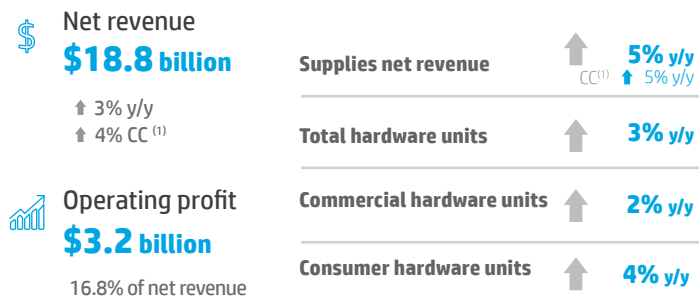 Net revenue
$18.8 billion
3% y/y
4% CC (1)
Operating profit
$3.2 billion
16.8% of net revenue
Supplies net revenue 5% y/y
CC(1) 5% y/y
Total hardware units 3% y/y
Commercial hardware units 2% y/y
Consumer hardware units 4% y/y